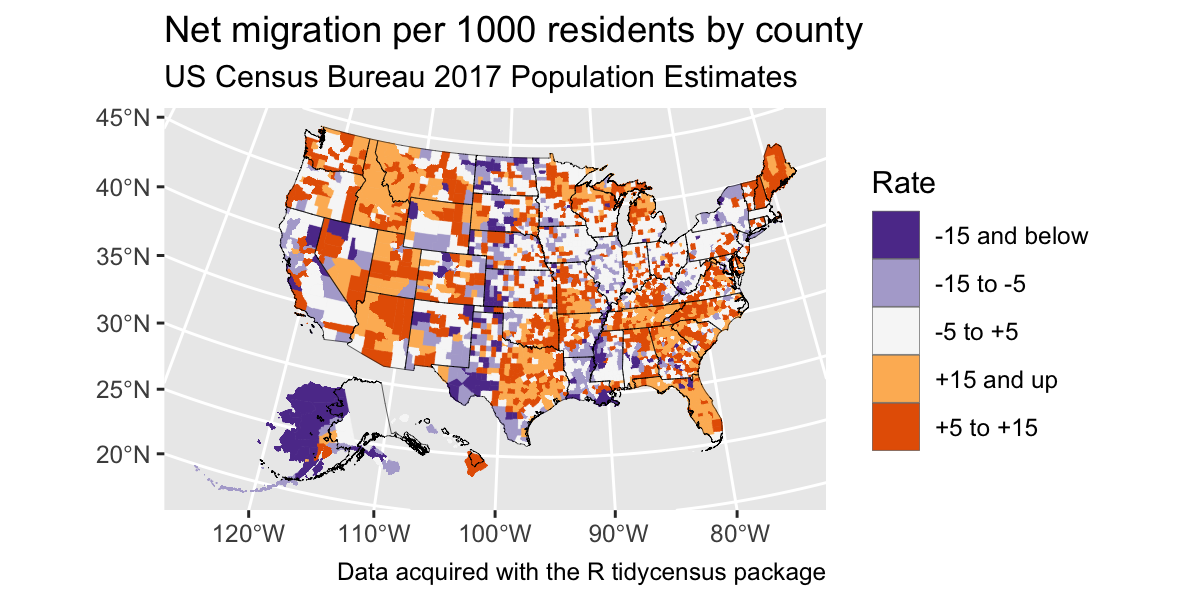 Net migration per 1000 residents by county
US Census Bureau 2017 Population Estimates
45°N
40°N
35°N
30°N
25°N
20°N
120°W
110°W
100°W
90°W
80°W
Data acquired with the R tidycensus package
Rate
-15 and below
-15 to -5
-5 to +5
+15 and up
+5 to +15